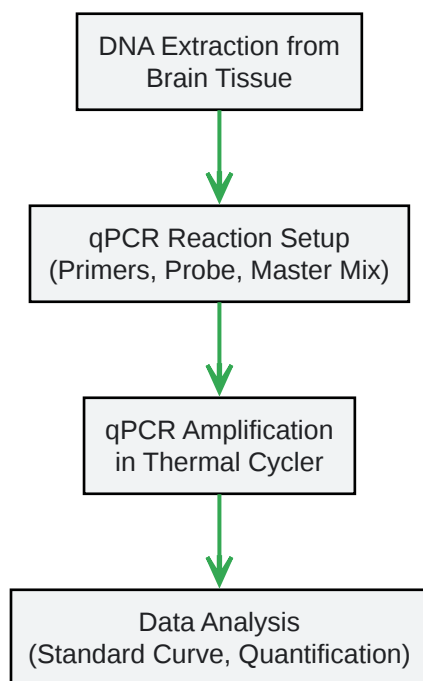 DNA Extraction from
Brain Tissue
qPCR Reaction Setup
(Primers, Probe, Master Mix)
qPCR Amplification
in Thermal Cycler
Data Analysis
(Standard Curve, Quantification)